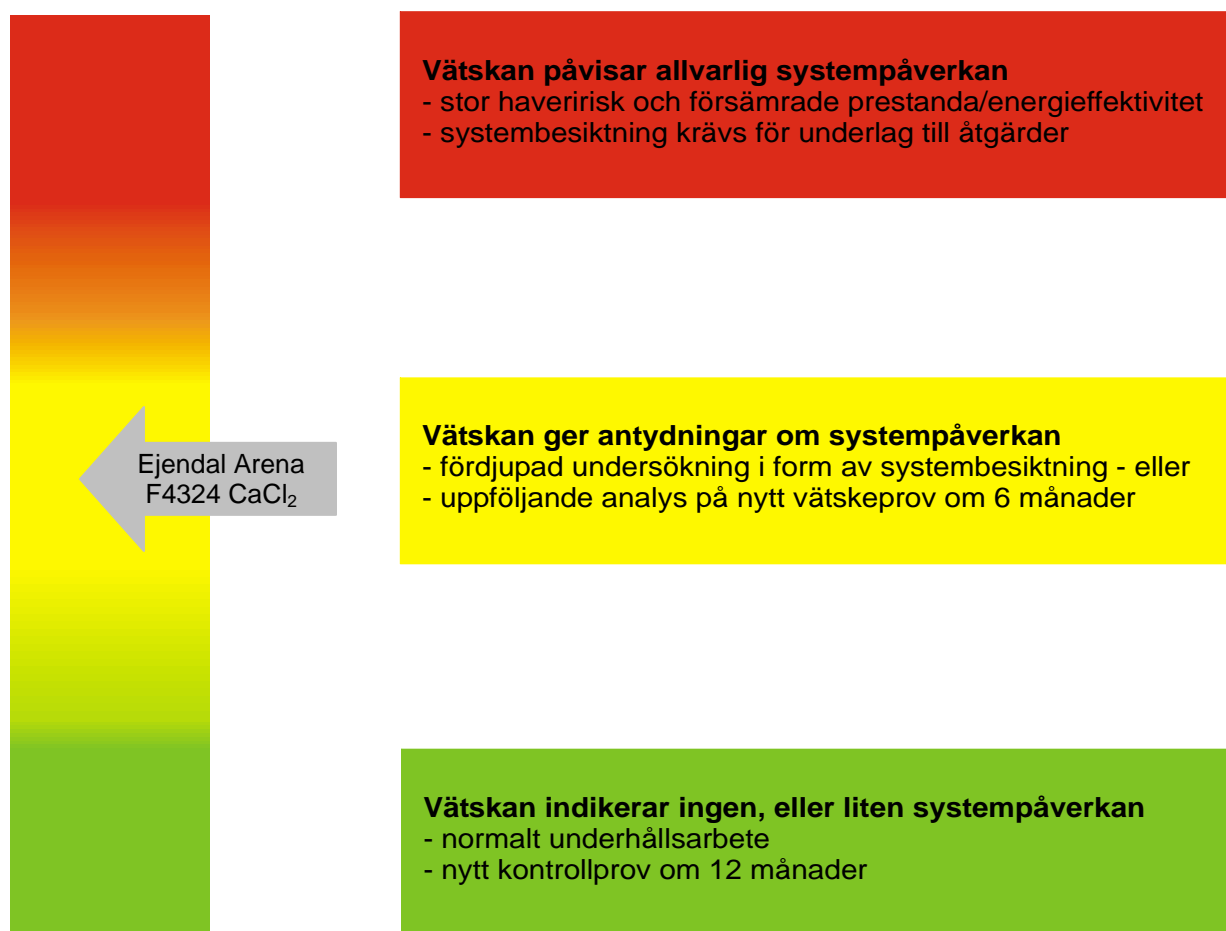 Vätskan påvisar allvarlig systempåverkan
- stor haveririsk och försämrade prestanda/energieffektivitet
- systembesiktning krävs för underlag till åtgärder
Ejendal Arena
F4324 CaCl₂
Vätskan ger antydningar om systempåverkan
- fördjupad undersökning i form av systembesiktning - eller
- uppföljande analys på nytt vätskeprov om 6 månader
Vätskan indikerar ingen, eller liten systempåverkan
- normalt underhållsarbete
- nytt kontrollprov om 12 månader